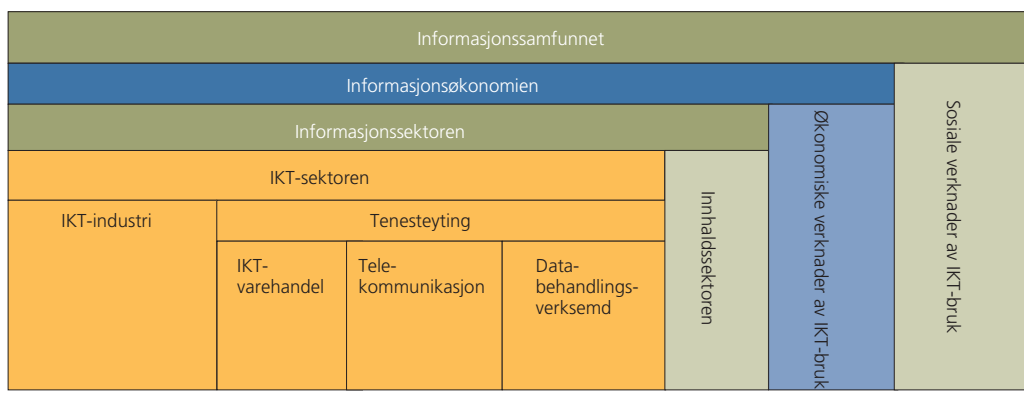 Informasjonssamfunnet
Informasjonsøkonomien
Informasjonssektoren
IKT-sektoren
IKT-industri
Tenesteyting
IKT-
varehandel
Tele-
kommunikasjon
Data-
behandlings-
verksemd
Innhaldssektoren
Økonomiske verknader av IKT-bruk
Sosiale verknader av IKT-bruk